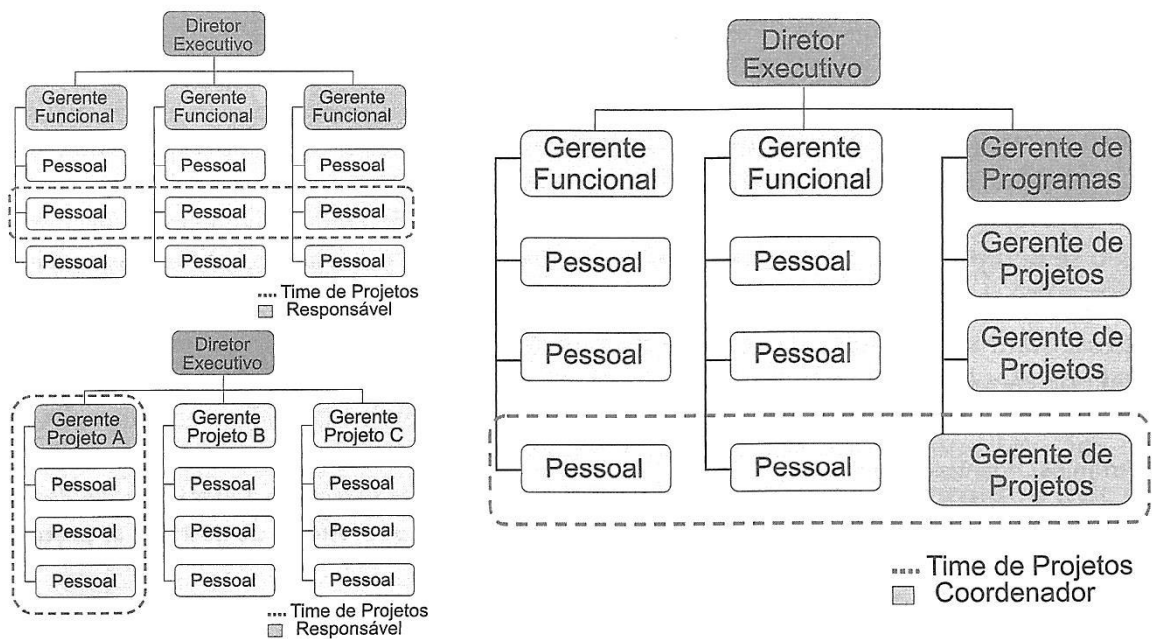 Diretor
Executivo
Gerente
Funcional
Gerente
Funcional
Gerente
Funcional
Pessoal
Pessoal
Pessoal
Pessoal
Pessoal
Pessoal
Pessoal
Pessoal
Pessoal
Time de Projetos
Responsável
Diretor
Executivo
Gerente
Projeto A
Gerente
Projeto B
Gerente
Projeto C
Pessoal
Pessoal
Pessoal
Pessoal
Pessoal
Pessoal
Pessoal
Pessoal
Pessoal
Time de Projetos
Responsável
Diretor
Executivo
Gerente
Funcional
Gerente
Funcional
Gerente de
Programas
Pessoal
Pessoal
Gerente de
Projetos
Pessoal
Pessoal
Gerente de
Projetos
Pessoal
Pessoal
Gerente de
Projetos
Time de Projetos
Coordenador